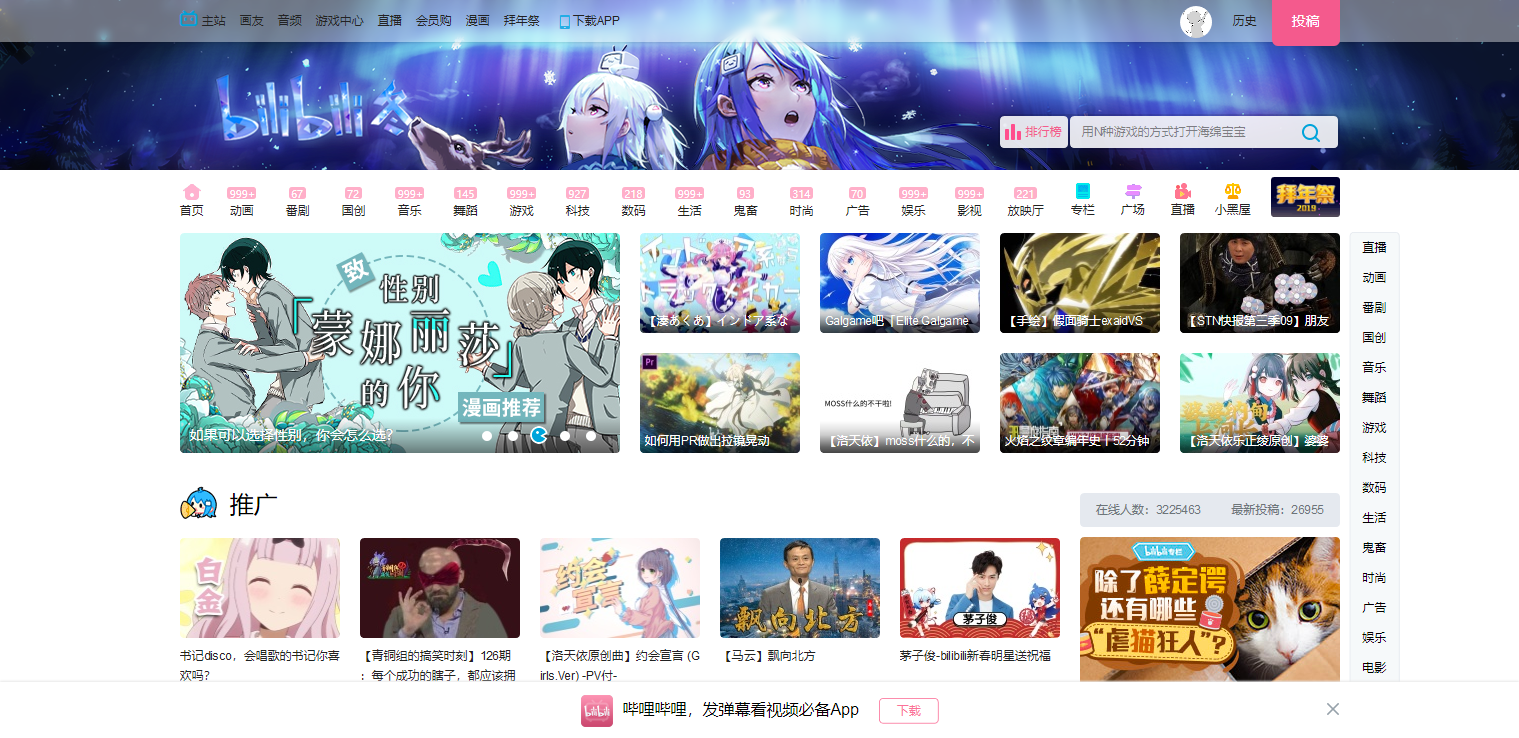 主站 画友 音频 游戏中心 直播 会员购 漫画 拜年祭 下载APP
历史 投稿
bilibili 冬
排行榜 用N种游戏的方式打开海绵宝宝
999+ 67 72 999+ 145 999+ 927 218 999+ 93 314 70 999+ 999+ 221
首页 动画 番剧 国创 音乐 舞蹈 游戏 科技 数码 生活 鬼畜 时尚 广告 娱乐 影视 放映厅 专栏 广场 直播 小黑屋
拜年祭
2019
致
性别
「蒙娜丽莎」
的你
漫画推荐
如果可以选择性别，你会怎么选?
インドア系から
トラックメイカー
【湊あくあ】インドア系な
Galgame吧「Elite Galgame
【手绘】假面骑士exaidVS
【STN快报第三季09】朋友
Pr
如何用PR做出拉镜晃动
MOSS什么的不干啦!
【洛天依】moss什么的，不
火焰之纹章编年史｜52分钟
【洛天依乐正绫原创】婆婆
直播
动画
番剧
国创
音乐
舞蹈
游戏
科技
数码
生活
鬼畜
时尚
广告
娱乐
电影
推广
在线人数：3225463 最新投稿：26955
白金
约会宣言
飘向北方
茅子俊
bilibili专栏
除了薛定谔
还有哪些
“虐猫狂人”?
书记disco，会唱歌的书记你喜
欢吗?
【青铜组的搞笑时刻】126期
：每个成功的瞎子，都应该拥
【洛天依原创曲】约会宣言 (G
irls.Ver) -PV付-
【马云】飘向北方
茅子俊-bilibili新春明星送祝福
bilibili
哔哩哔哩，发弹幕看视频必备App 下载